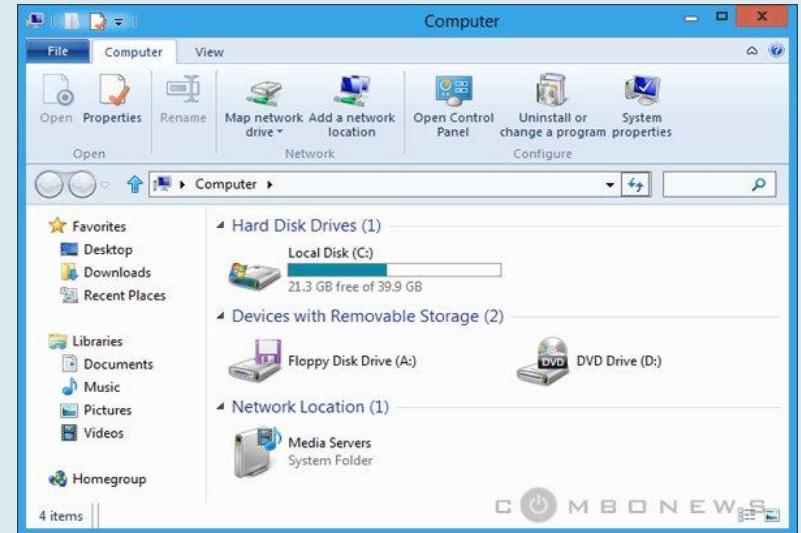 Computer
File Computer View
Open Properties Rename Map network drive Add a network location Open Control Panel Uninstall or change a program System properties
Open Network Configure
Computer
Favorites
Desktop
Downloads
Recent Places
Libraries
Documents
Music
Pictures
Videos
Homegroup
Hard Disk Drives (1)
Local Disk (C:)
21.3 GB free of 39.9 GB
Devices with Removable Storage (2)
Floppy Disk Drive (A:)
DVD DVD Drive (D:)
Network Location (1)
Media Servers
System Folder
4 items
COMBONEWS